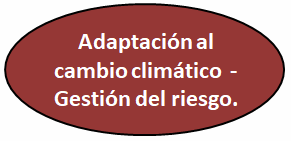 Adaptación al
cambio climático -
Gestión del riesgo.